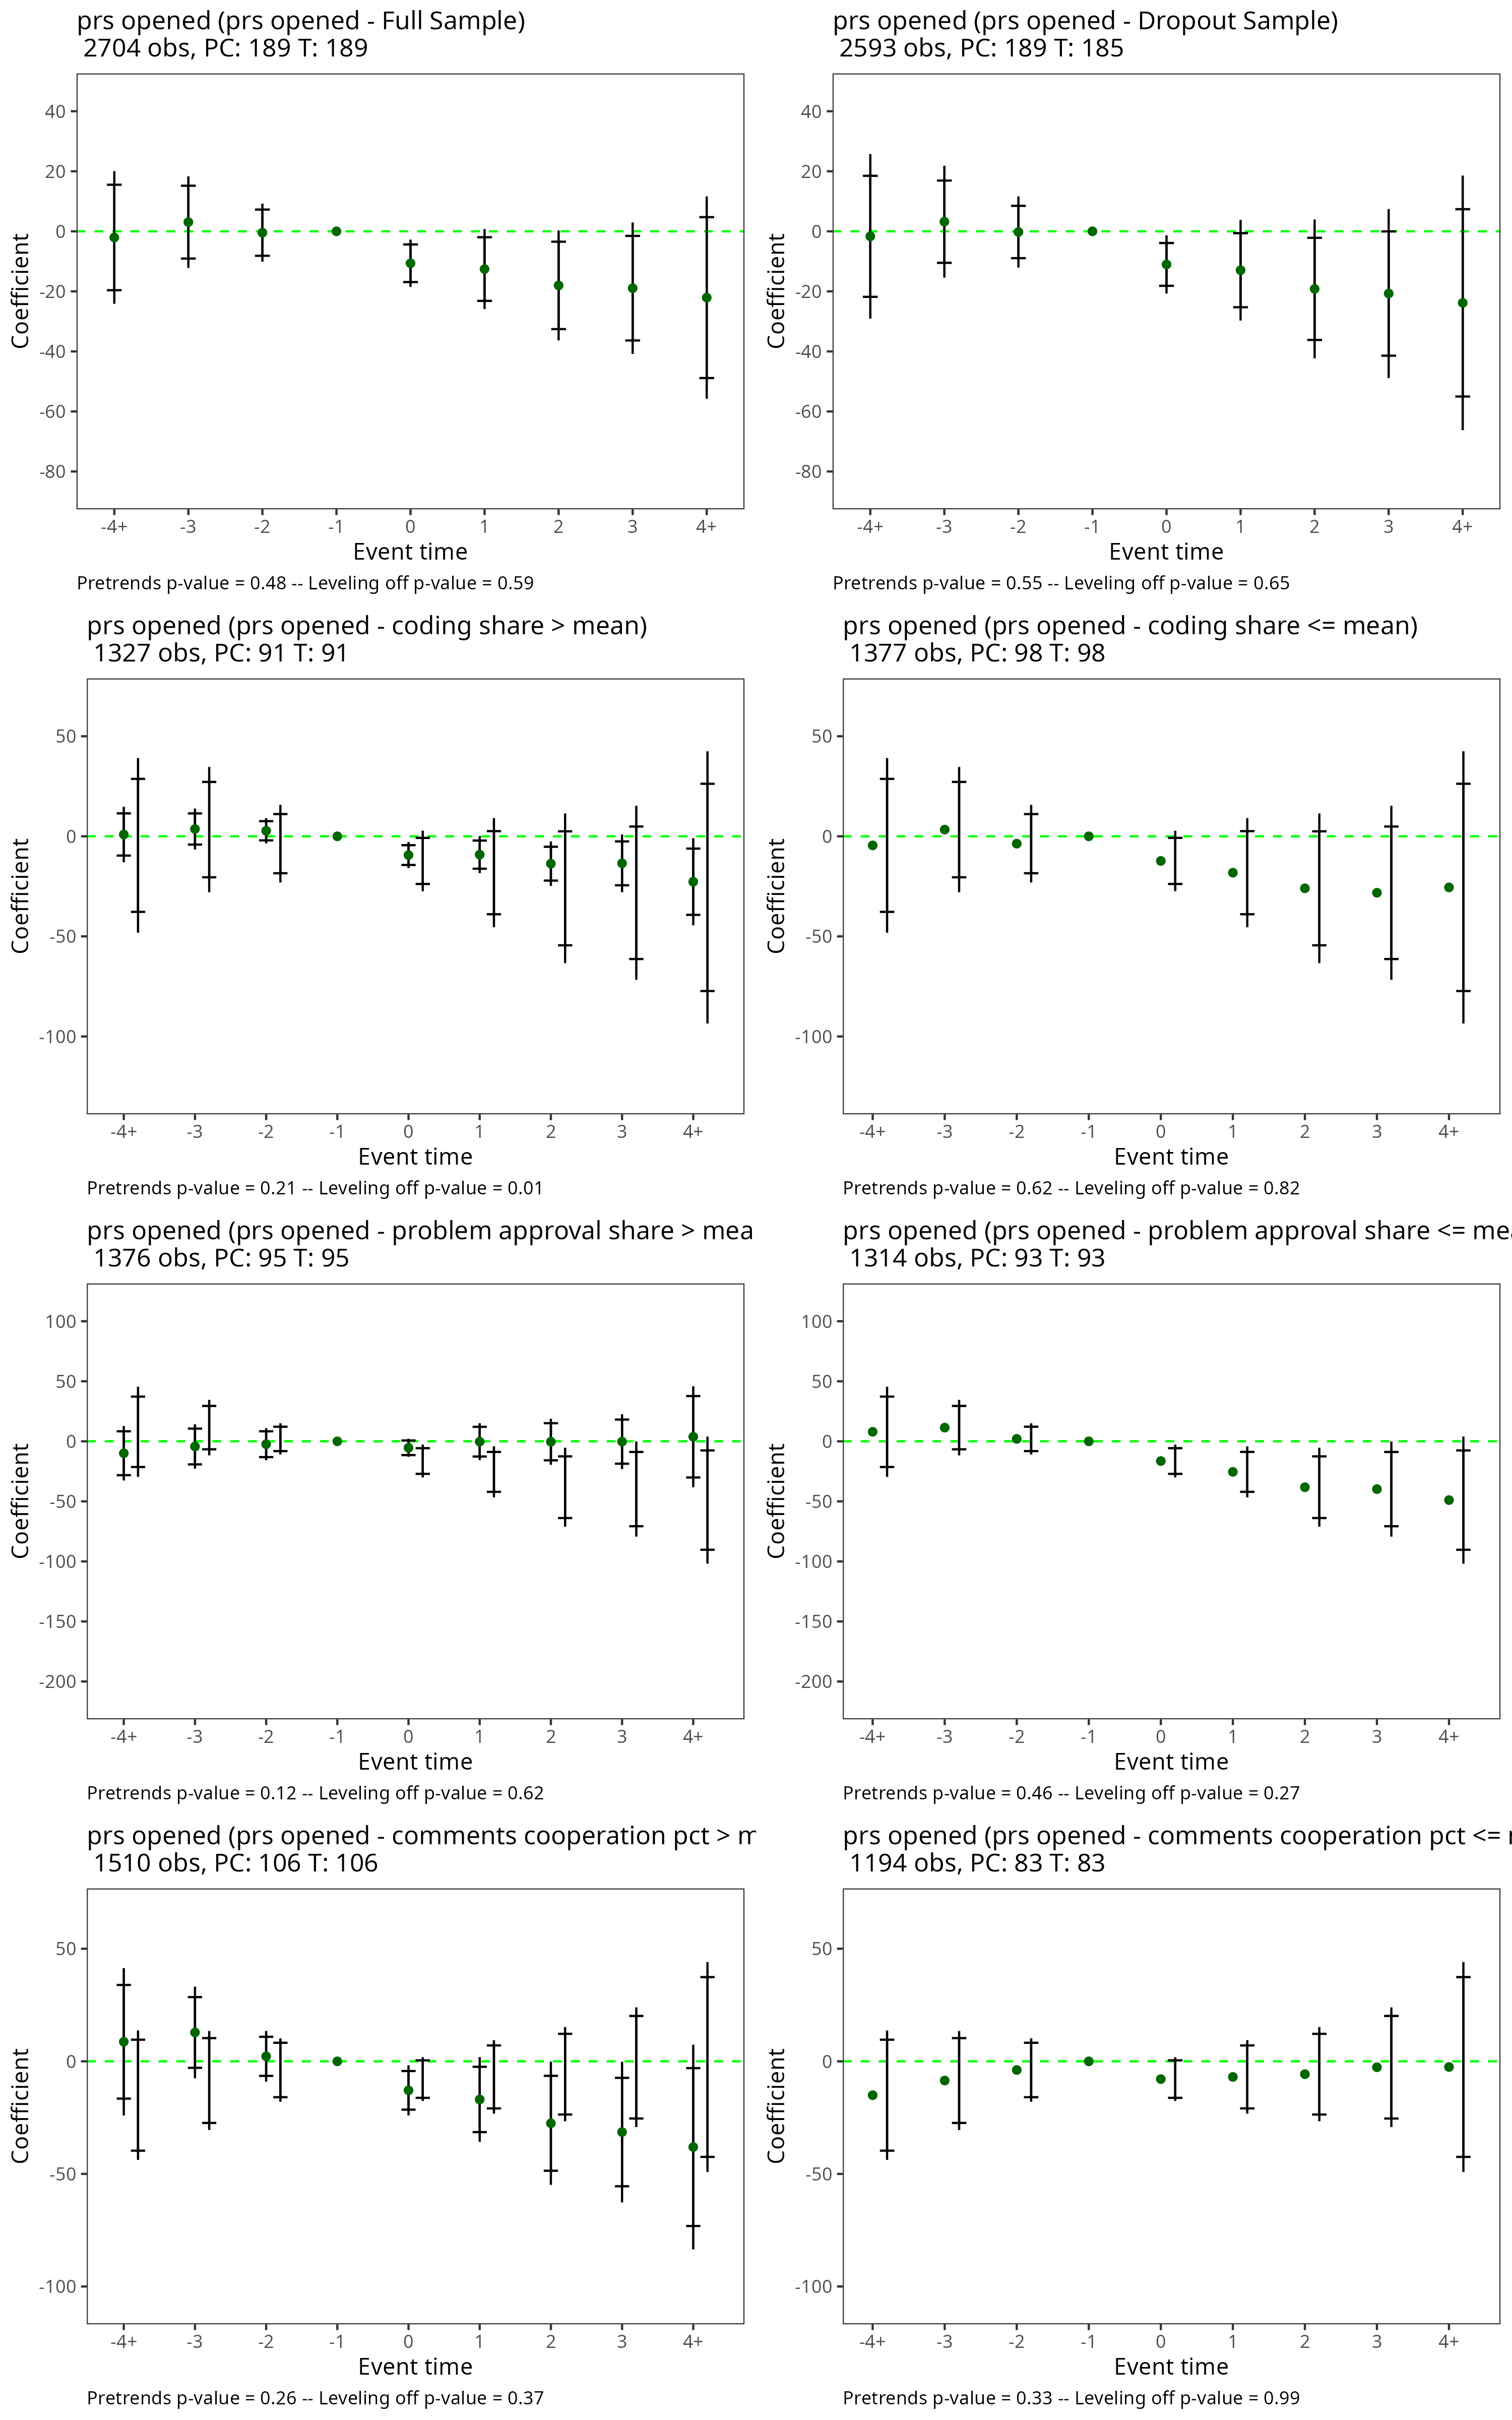 prs opened (prs opened - Full Sample)
2704 obs, PC: 189 T: 189
40
20
0
-20
-40
-60
-80
Coefficient
-4+ -3 -2 -1 0 1 2 3 4+
Event time
Pretrends p-value = 0.48 -- Leveling off p-value = 0.59
prs opened (prs opened - Dropout Sample)
2593 obs, PC: 189 T: 185
40
20
0
-20
-40
-60
-80
Coefficient
-4+ -3 -2 -1 0 1 2 3 4+
Event time
Pretrends p-value = 0.55 -- Leveling off p-value = 0.65
prs opened (prs opened - coding share > mean)
1327 obs, PC: 91 T: 91
50
0
-50
-100
Coefficient
-4+ -3 -2 -1 0 1 2 3 4+
Event time
Pretrends p-value = 0.21 -- Leveling off p-value = 0.01
prs opened (prs opened - coding share <= mean)
1377 obs, PC: 98 T: 98
50
0
-50
-100
Coefficient
-4+ -3 -2 -1 0 1 2 3 4+
Event time
Pretrends p-value = 0.62 -- Leveling off p-value = 0.82
prs opened (prs opened - problem approval share > mea
1376 obs, PC: 95 T: 95
100
50
0
-50
-100
-150
-200
Coefficient
-4+ -3 -2 -1 0 1 2 3 4+
Event time
Pretrends p-value = 0.12 -- Leveling off p-value = 0.62
prs opened (prs opened - problem approval share <= mea
1314 obs, PC: 93 T: 93
100
50
0
-50
-100
-150
-200
Coefficient
-4+ -3 -2 -1 0 1 2 3 4+
Event time
Pretrends p-value = 0.46 -- Leveling off p-value = 0.27
prs opened (prs opened - comments cooperation pct > m
1510 obs, PC: 106 T: 106
50
0
-50
-100
Coefficient
-4+ -3 -2 -1 0 1 2 3 4+
Event time
Pretrends p-value = 0.26 -- Leveling off p-value = 0.37
prs opened (prs opened - comments cooperation pct <=
1194 obs, PC: 83 T: 83
50
0
-50
-100
Coefficient
-4+ -3 -2 -1 0 1 2 3 4+
Event time
Pretrends p-value = 0.33 -- Leveling off p-value = 0.99